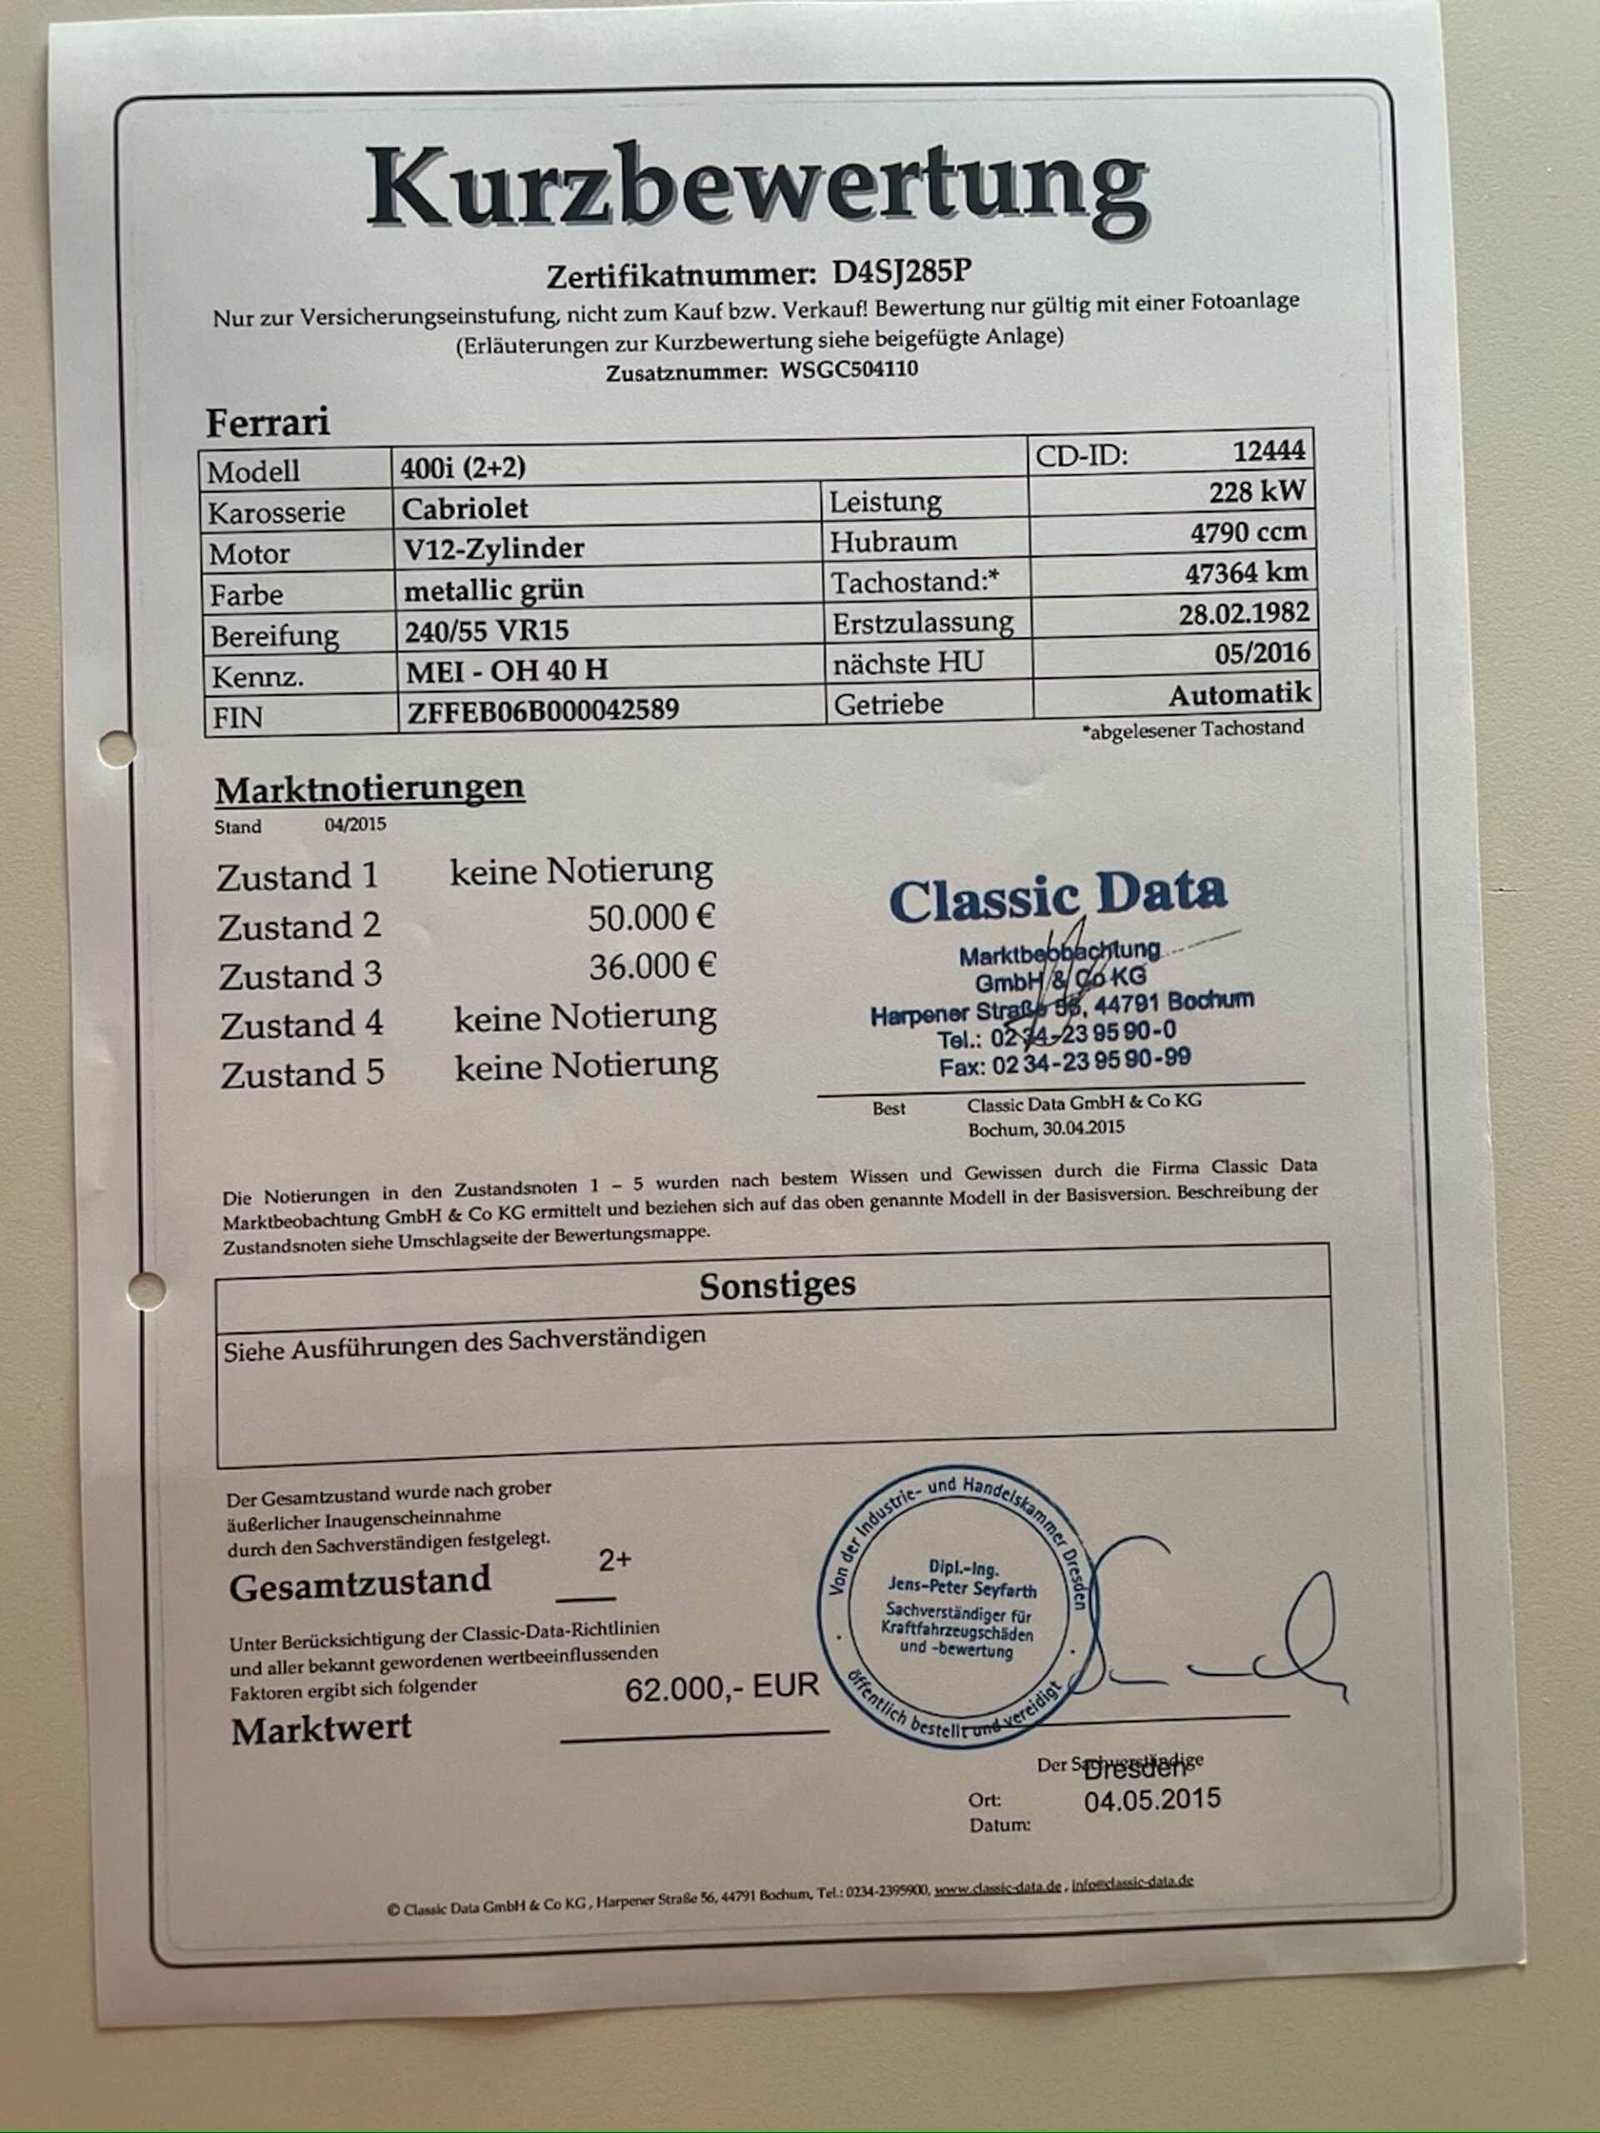 Kurzbewertung
Zertifikatnummer: D4SJ285P
Nur zur Versicherungseinstufung, nicht zum Kauf bzw. Verkauf! Bewertung nur gültig mit einer Fotoanlage
(Erläuterungen zur Kurzbewertung siehe beigefügte Anlage)
Zusatznummer: WSGC504110
Ferrari
Modell 400i (2+2) CD-ID: 12444
Karosserie Cabriolet Leistung 228 kW
Motor V12-Zylinder Hubraum 4790 ccm
Farbe metallic grün Tachostand:* 47364 km
Bereifung 240/55 VR15 Erstzulassung 28.02.1982
Kennz. MEI - OH 40 H nächste HU 05/2016
FIN ZFFEB06B000042589 Getriebe Automatik
*abgelesener Tachostand
Marktnotierungen
Stand 04/2015
Zustand 1 keine Notierung
Zustand 2 50.000 €
Zustand 3 36.000 €
Zustand 4 keine Notierung
Zustand 5 keine Notierung
Classic Data
Marktbeobachtung
GmbH & Co KG
Harpener Straße 56, 44791 Bochum
Tel.: 02 34-23 95 90-0
Fax: 02 34-23 95 90-99
Best Classic Data GmbH & Co KG
Bochum, 30.04.2015
Die Notierungen in den Zustandsnoten 1 – 5 wurden nach bestem Wissen und Gewissen durch die Firma Classic Data
Marktbeobachtung GmbH & Co KG ermittelt und beziehen sich auf das oben genannte Modell in der Basisversion. Beschreibung der
Zustandsnoten siehe Umschlagseite der Bewertungsmappe.
Sonstiges
Siehe Ausführungen des Sachverständigen
Der Gesamtzustand wurde nach grober
äußerlicher Inaugenscheinnahme
durch den Sachverständigen festgelegt.
Gesamtzustand 2+
Unter Berücksichtigung der Classic-Data-Richtlinien
und aller bekannt gewordenen wertbeeinflussenden
Faktoren ergibt sich folgender
Marktwert 62.000,- EUR
Von der Industrie- und Handelskammer Dresden
Dipl.-Ing.
Jens-Peter Seyfarth
Sachverständiger für
Kraftfahrzeugschäden
und -bewertung
öffentlich bestellt und vereidigt
Der Sachverständige
Dresden
Ort: 04.05.2015
Datum:
© Classic Data GmbH & Co KG , Harpener Straße 56, 44791 Bochum, Tel.: 0234-2395900, www.classic-data.de , info@classic-data.de